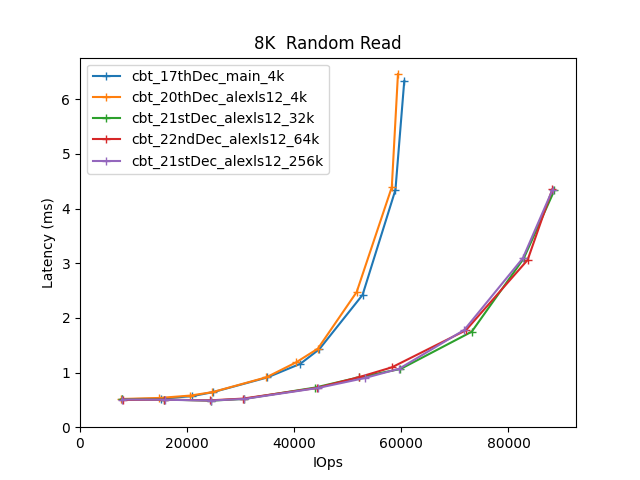 8K  Random Read
cbt_17thDec_main_4k
cbt_20thDec_alexls12_4k
cbt_21stDec_alexls12_32k
cbt_22ndDec_alexls12_64k
cbt_21stDec_alexls12_256k
Latency (ms)
6
5
4
3
2
1
0
0 20000 40000 60000 80000
IOps